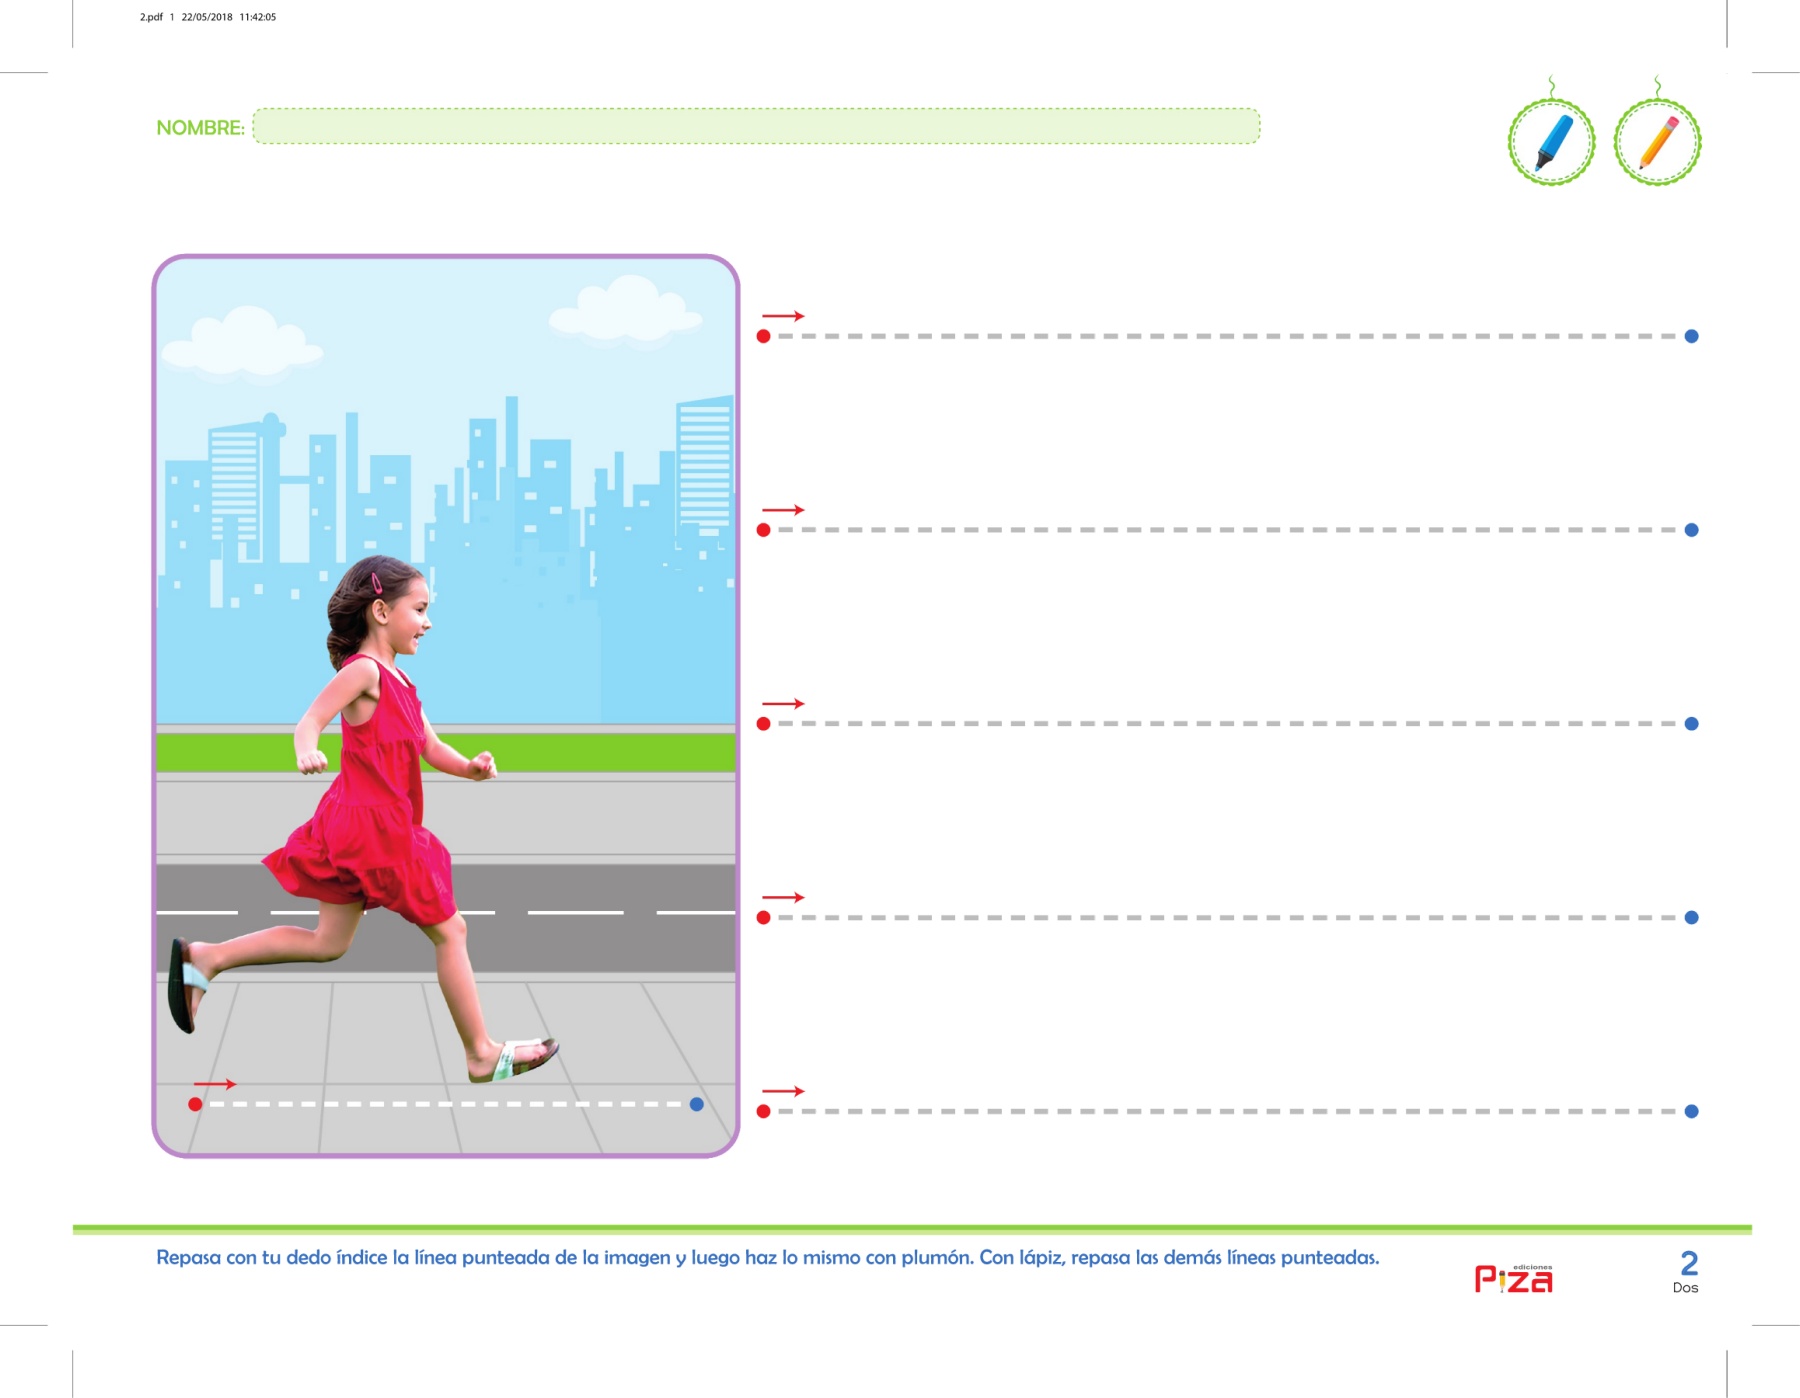 2.pdf 1 22/05/2018 11:42:05
NOMBRE:
Repasa con tu dedo índice la línea punteada de la imagen y luego haz lo mismo con plumón. Con lápiz, repasa las demás líneas punteadas.
ediciones
Piza
2
Dos